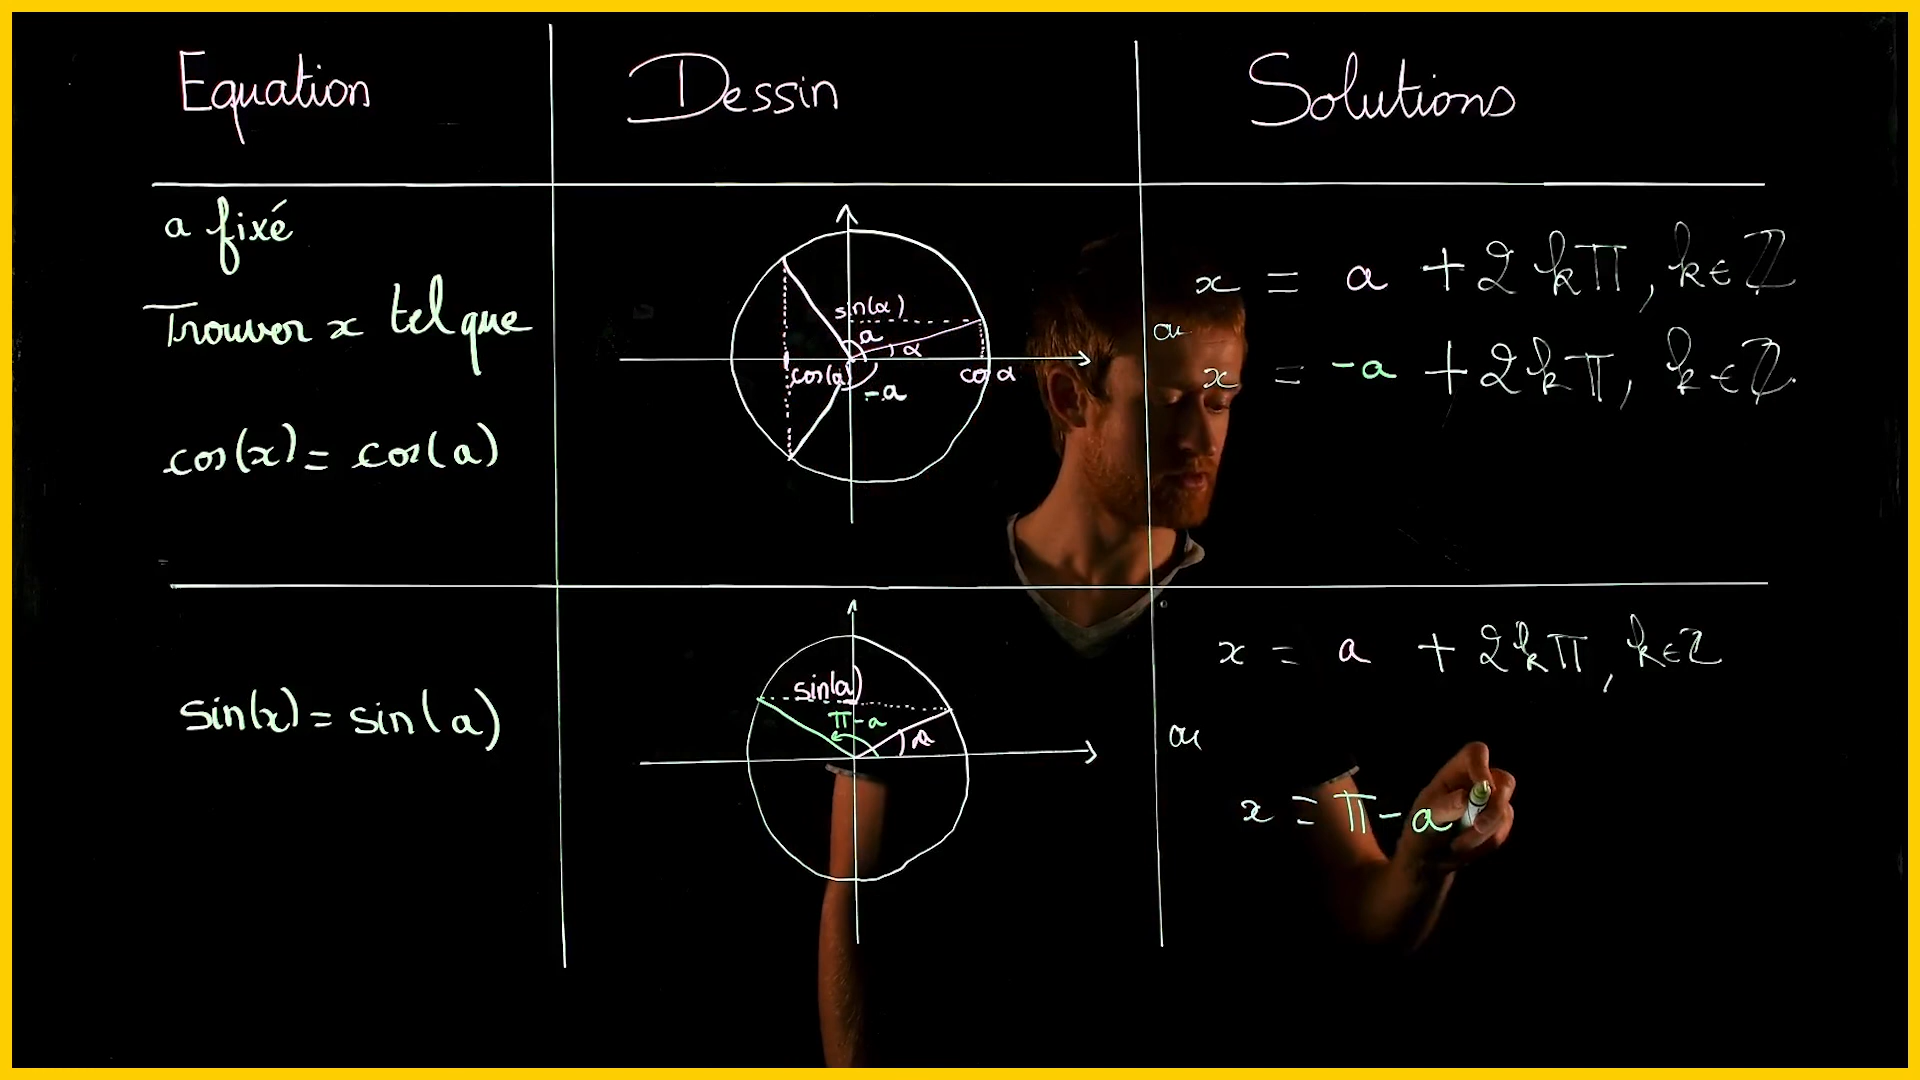 Equation Dessin Solutions
a fixé
Trouver x tel que
cos(x) = cos(a)
sin(α)
a
α
cos(a)
cos α
-a
x = a + 2kπ, k∈ℤ
ou
x = -a + 2kπ, k∈ℤ.
sin(x) = sin(a)
sin(a)
π-a
a
x = a + 2kπ, k∈ℤ
ou
x = π-a